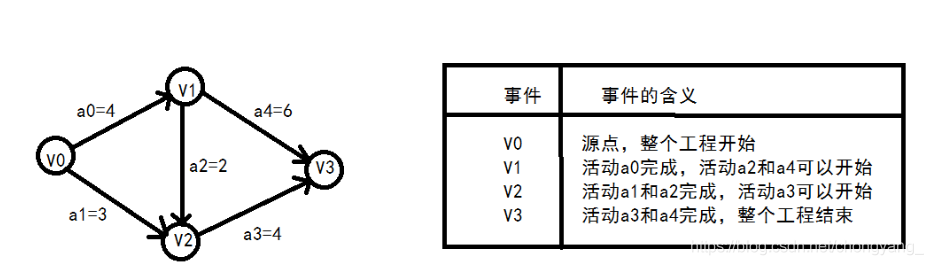 V1
a0=4
a4=6
V0
a2=2
V3
a1=3
V2
a3=4
事件 事件的含义
V0 源点，整个工程开始
V1 活动a0完成，活动a2和a4可以开始
V2 活动a1和a2完成，活动a3可以开始
V3 活动a3和a4完成，整个工程结束
https://blog.csdn.net/chongyang_